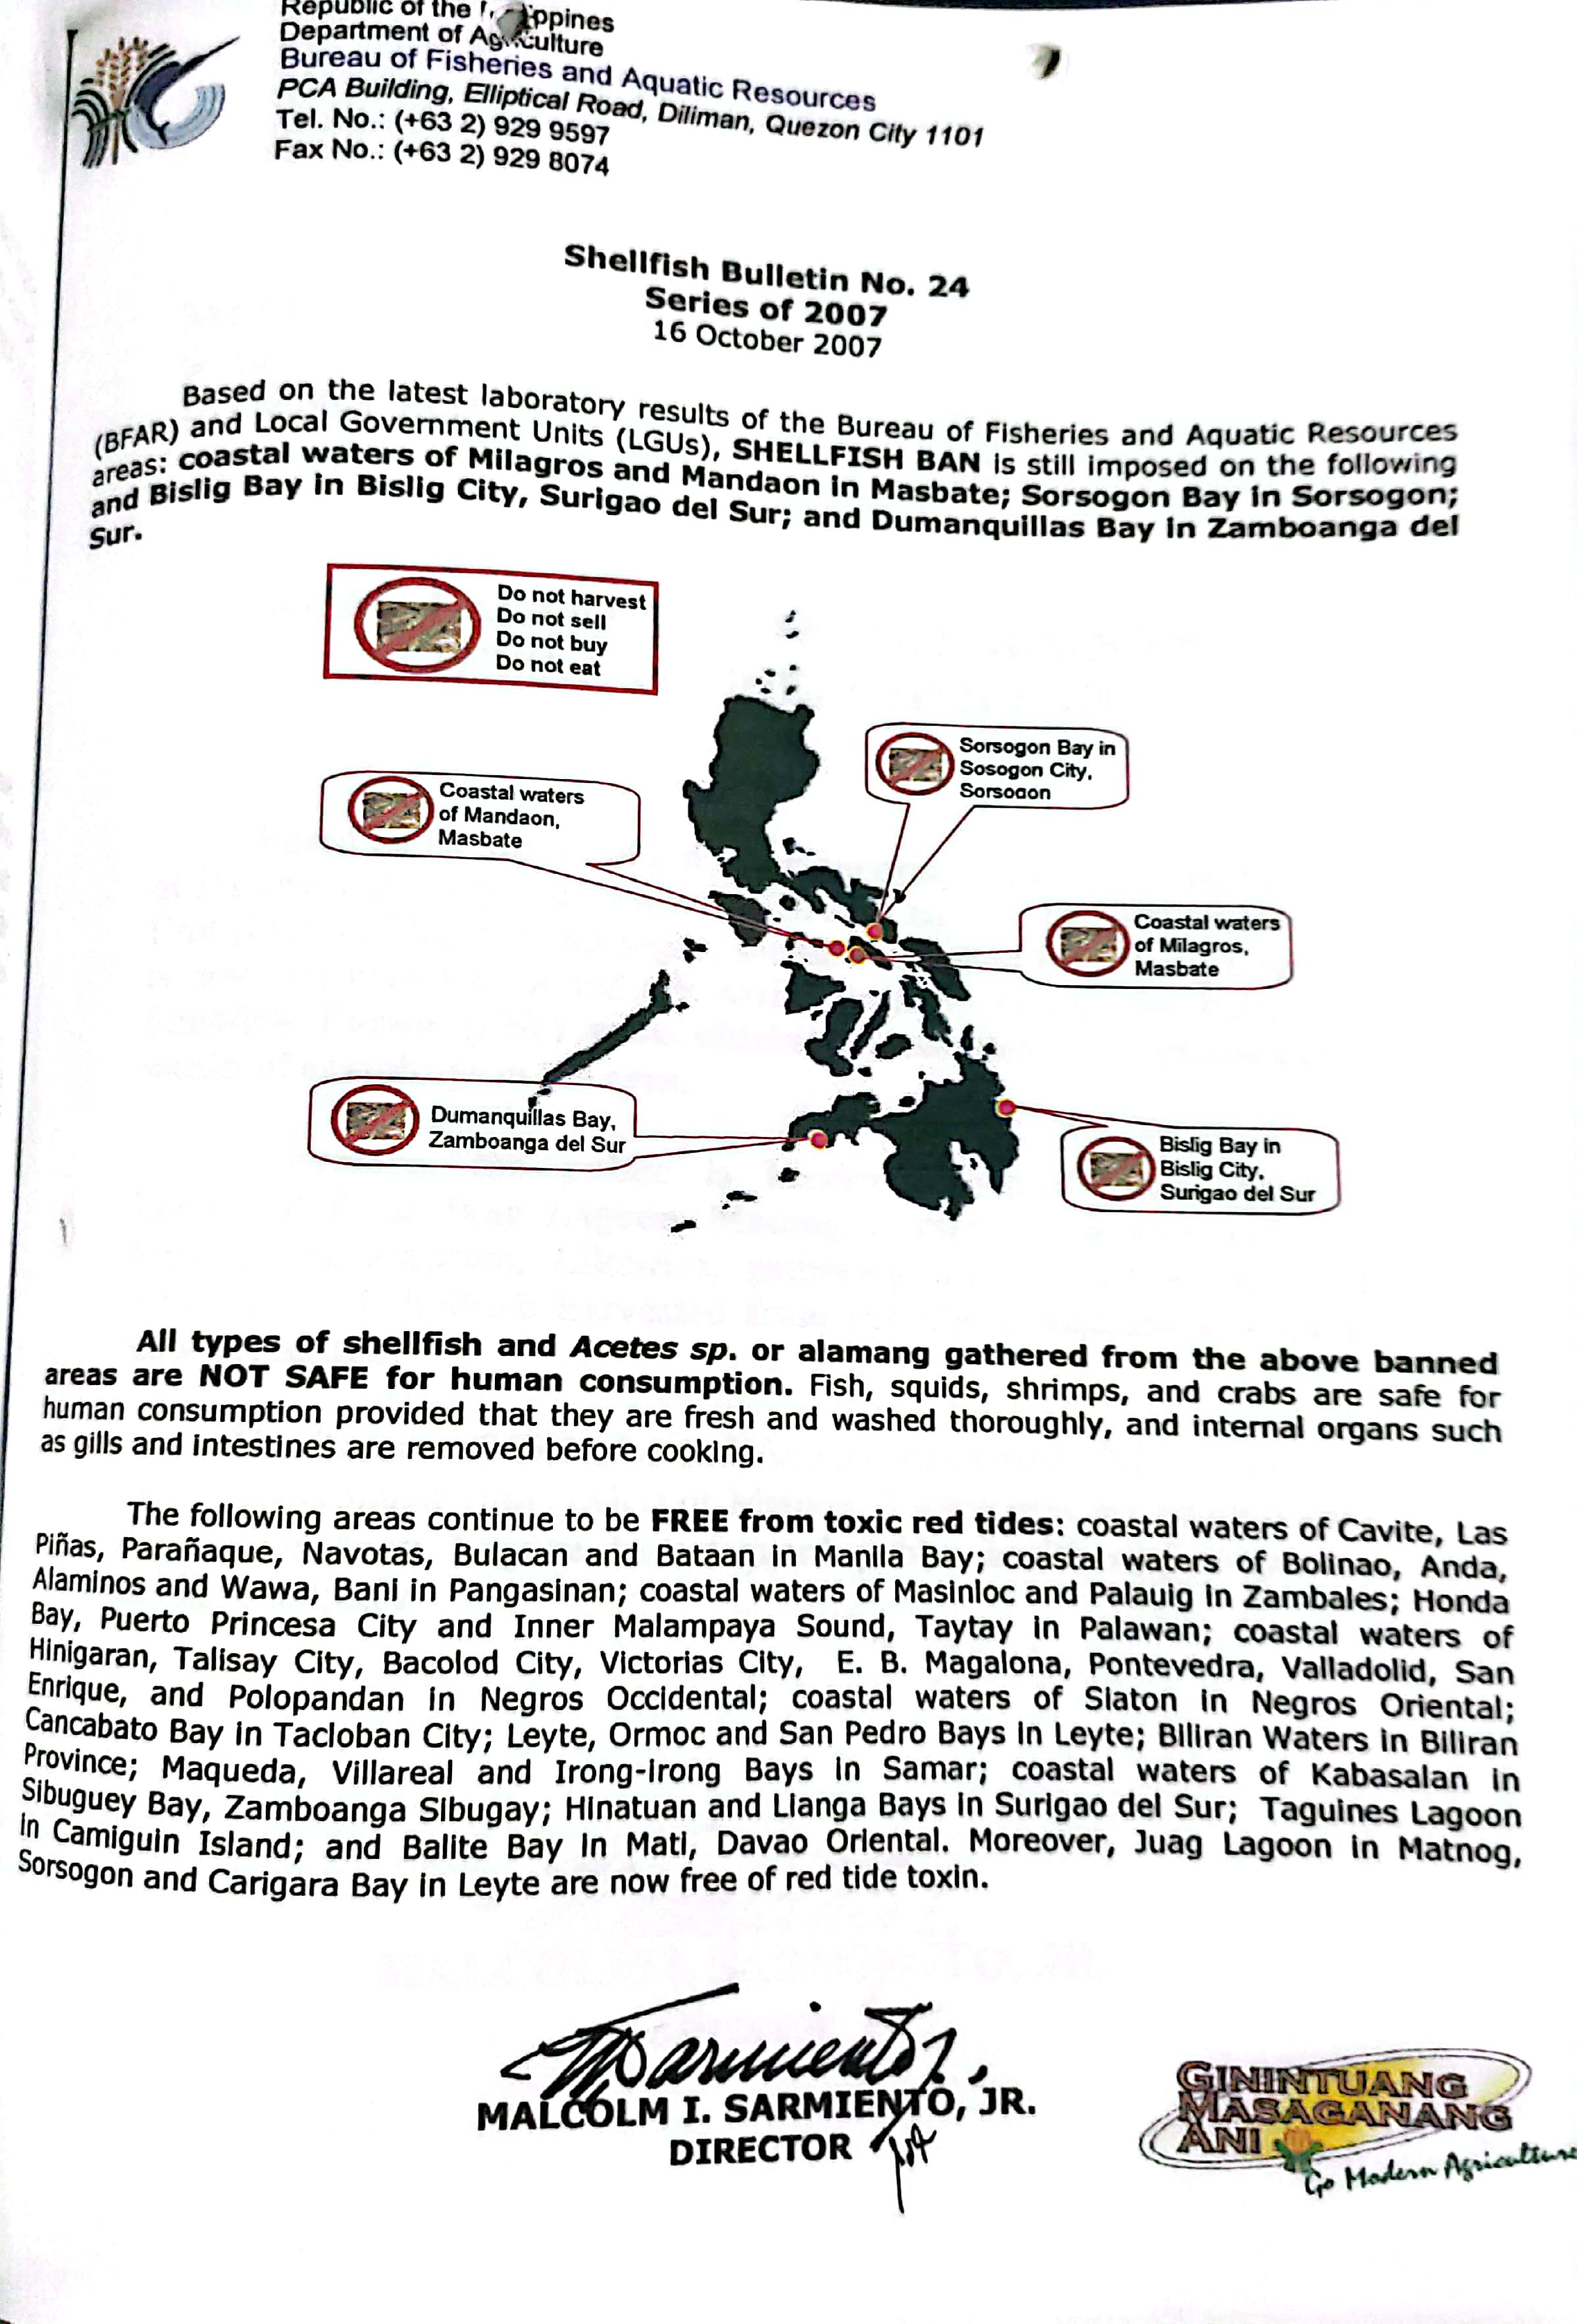 Republic of the
Department of Agriculture
Bureau of Fisheries and Aquatic Resources
PCA Building, Elliptical Road, Diliman, Quezon City 1101
Tel. No.: (+63 2) 929 9597
Fax No.: (+63 2) 929 8074
Shellfish Bulletin No. 24
Series of 2007
16 October 2007
Based on the latest laboratory results of the Bureau of Fisheries and Aquatic Resources
(BFAR) and Local Government Units (LGUs), SHELLFISH BAN is still imposed on the following
areas: coastal waters of Milagros and Mandaon in Masbate; Sorsogon Bay in Sorsogon;
and Bislig Bay in Bislig City, Surigao del Sur; and Dumanquillas Bay in Zamboanga del
Sur.
Do not harvest
Do not sell
Do not buy
Do not eat
Sorsogon Bay in
Sosogon City,
Sorsogon
Coastal waters
of Mandaon,
Masbate
Coastal waters
of Milagros,
Masbate
Dumanquillas Bay,
Zamboanga del Sur
Bislig Bay in
Bislig City,
Surigao del Sur
All types of shellfish and Acetes sp. or alamang gathered from the above banned
areas are NOT SAFE for human consumption. Fish, squids, shrimps, and crabs are safe for
human consumption provided that they are fresh and washed thoroughly, and internal organs such
as gills and intestines are removed before cooking.
The following areas continue to be FREE from toxic red tides: coastal waters of Cavite, Las
Piñas, Parañaque, Navotas, Bulacan and Bataan in Manila Bay; coastal waters of Bolinao, Anda,
Alaminos and Wawa, Bani in Pangasinan; coastal waters of Masinloc and Palauig in Zambales; Honda
Bay, Puerto Princesa City and Inner Malampaya Sound, Taytay in Palawan; coastal waters of
Hinigaran, Talisay City, Bacolod City, Victorias City, E. B. Magalona, Pontevedra, Valladolid, San
Enrique, and Polopandan in Negros Occidental; coastal waters of Siaton in Negros Oriental;
Cancabato Bay in Tacloban City; Leyte, Ormoc and San Pedro Bays in Leyte; Biliran Waters in Biliran
Province; Maqueda, Villareal and Irong-Irong Bays in Samar; coastal waters of Kabasalan in
Sibuguey Bay, Zamboanga Sibugay; Hinatuan and Lianga Bays in Surigao del Sur; Taguines Lagoon
in Camiguin Island; and Balite Bay in Mati, Davao Oriental. Moreover, Juag Lagoon in Matnog,
Sorsogon and Carigara Bay in Leyte are now free of red tide toxin.
MALCOLM I. SARMIENTO, JR.
DIRECTOR
GININTUANG
MASAGANANG
ANI
Go Modern Agriculture